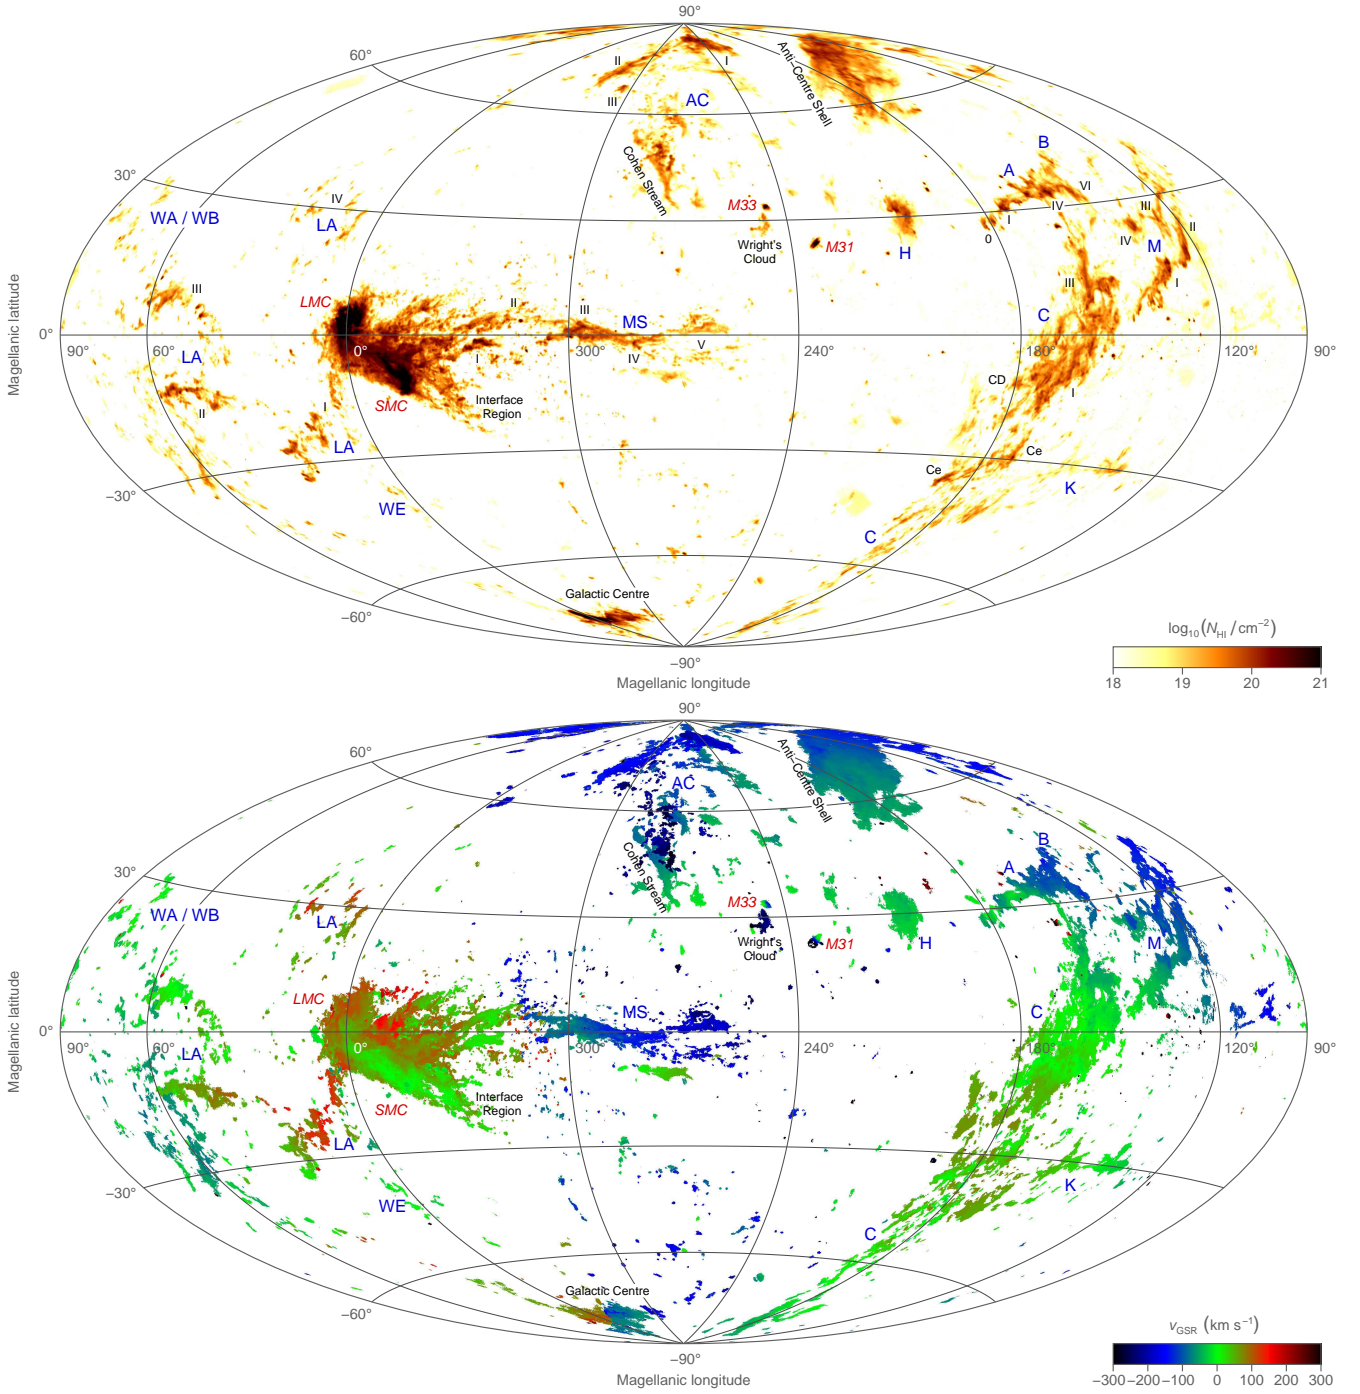 90°
60°
II
I
Anti−Centre Shell
III
AC
B
Cohen Stream
A
30°
VI
IV
M33
III
WA / WB
LA
IV
I
II
0
Wright's
Cloud
M31
H
IV
M
III
III
I
LMC
II
III
MS
C
Magellanic latitude
0°
90°
60°
0°
300°
240°
180°
120°
90°
LA
I
IV
V
CD
I
SMC
Interface
Region
II
I
LA
Ce
Ce
−30°
K
WE
C
Galactic Centre
−60°
log10(NHI / cm−2)
−90°
18
19
20
21
Magellanic longitude
90°
60°
Anti−Centre Shell
AC
B
Cohen Stream
A
30°
M33
WA / WB
LA
Wright's
Cloud
M31
H
M
LMC
MS
C
Magellanic latitude
0°
90°
60°
0°
300°
240°
180°
120°
90°
LA
SMC
Interface
Region
LA
−30°
K
WE
C
Galactic Centre
−60°
vGSR (km s−1)
−90°
−300
−200
−100
0
100
200
300
Magellanic longitude